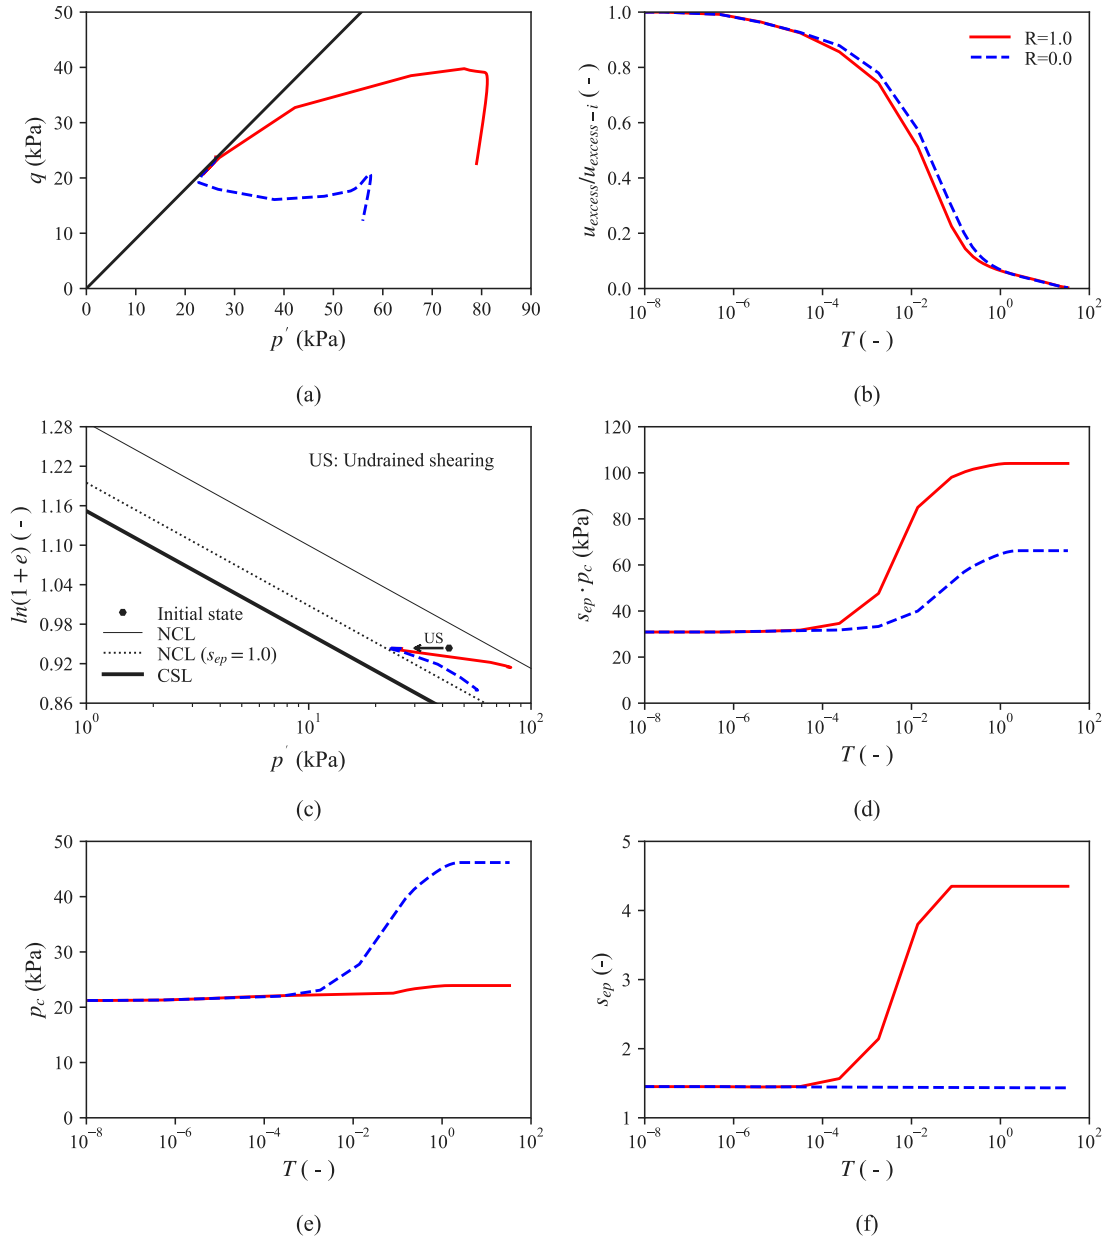 50
40
30
20
10
0
q (kPa)
0 10 20 30 40 50 60 70 80 90
p′ (kPa)
(a)
1.0
0.8
0.6
0.4
0.2
0.0
u_excess/u_excess−i (-)
R=1.0
R=0.0
10^−8 10^−6 10^−4 10^−2 10^0 10^2
T (-)
(b)
1.28
1.22
1.16
1.10
1.04
0.98
0.92
0.86
ln(1 + e) (-)
US: Undrained shearing
US
Initial state
NCL
NCL (s_ep = 1.0)
CSL
10^0 10^1 10^2
p′ (kPa)
(c)
120
100
80
60
40
20
0
s_ep · p_c (kPa)
10^−8 10^−6 10^−4 10^−2 10^0 10^2
T (-)
(d)
50
40
30
20
10
0
p_c (kPa)
10^−8 10^−6 10^−4 10^−2 10^0 10^2
T (-)
(e)
5
4
3
2
1
s_ep (-)
10^−8 10^−6 10^−4 10^−2 10^0 10^2
T (-)
(f)